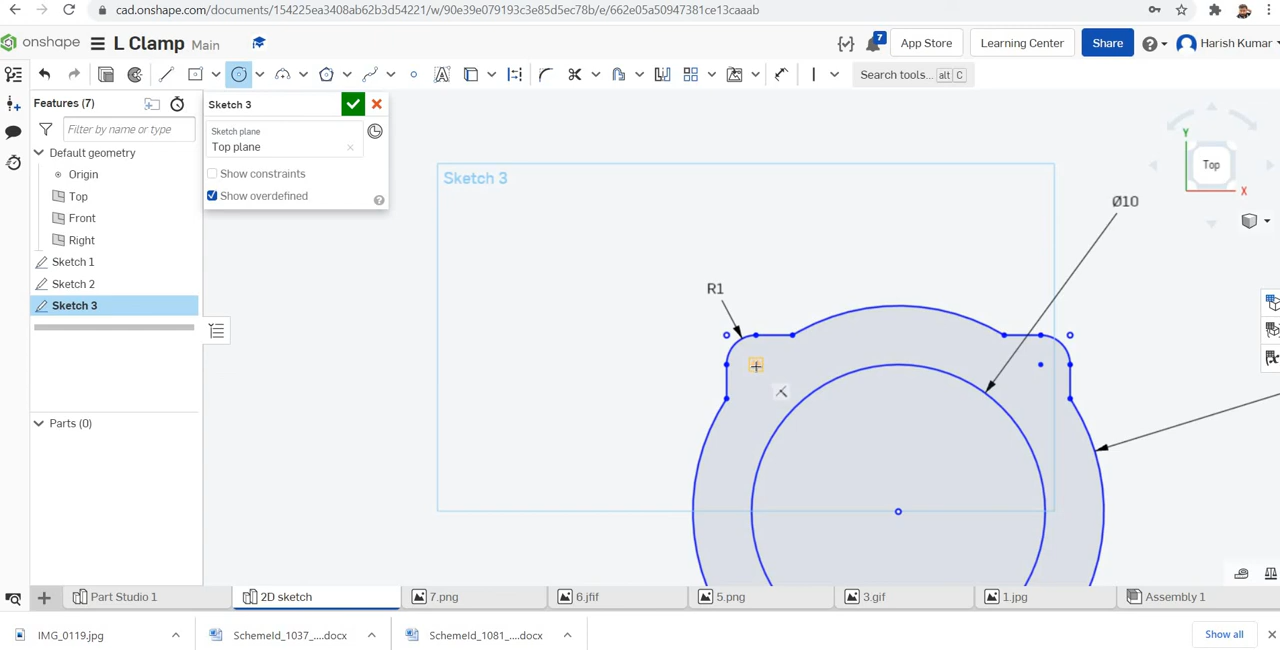 cad.onshape.com/documents/154225ea3408ab62b3d54221/w/90e39e079193c3e85d5ec78b/e/662e05a50947381ce13caaab
onshape L Clamp Main 7 App Store Learning Center Share Harish Kumar
Search tools... alt C
Features (7) Sketch 3
Filter by name or type
Sketch plane
Top plane
Default geometry
Origin
Top
Front
Right
Show constraints
Show overdefined
Sketch 1
Sketch 2
Sketch 3
Parts (0)
Sketch 3
Ø10
R1
Y
Top
X
Part Studio 1 2D sketch 7.png 6.jfif 5.png 3.gif 1.jpg Assembly 1
IMG_0119.jpg SchemeId_1037_....docx SchemeId_1081_....docx Show all